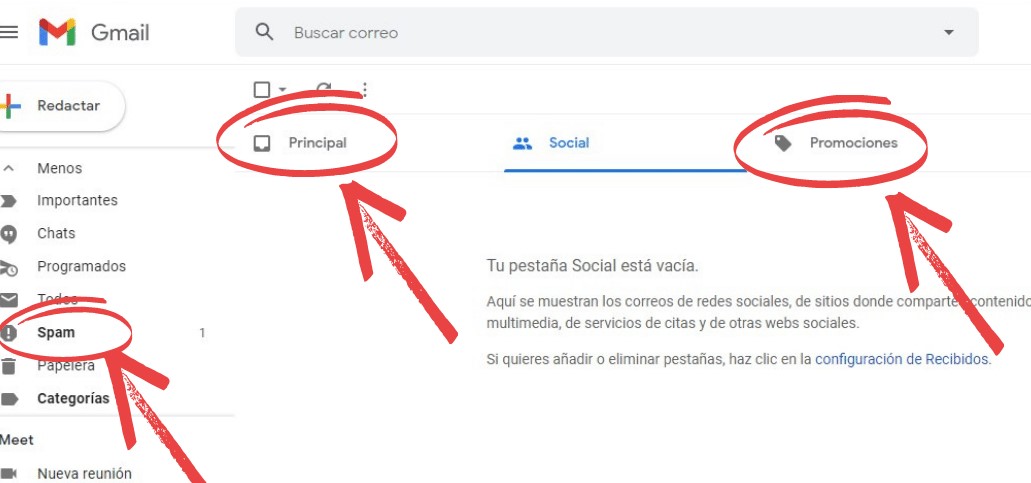 Gmail
Buscar correo
Redactar
Principal
Social
Promociones
Menos
Importantes
Chats
Programados
Todos
Spam 1
Papelera
Categorías
Meet
Nueva reunión
Tu pestaña Social está vacía.
Aquí se muestran los correos de redes sociales, de sitios donde compartes contenido
multimedia, de servicios de citas y de otras webs sociales.
Si quieres añadir o eliminar pestañas, haz clic en la configuración de Recibidos.